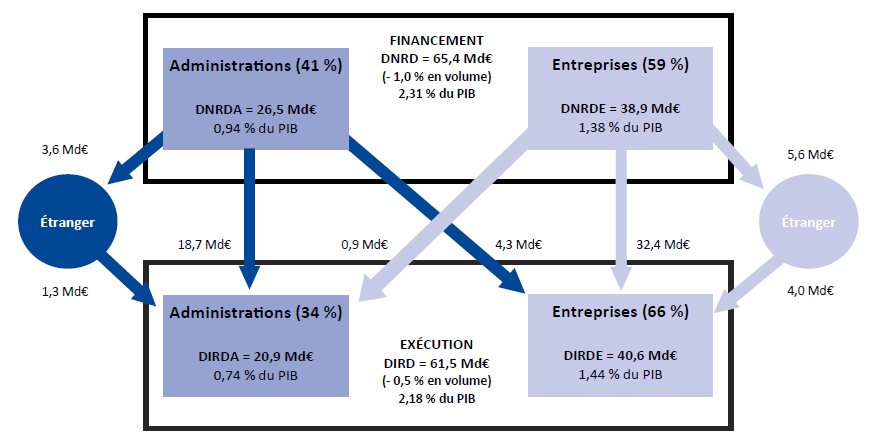 FINANCEMENT
DNRD = 65,4 Md€
(- 1,0 % en volume)
2,31 % du PIB
Administrations (41 %)
DNRDA = 26,5 Md€
0,94 % du PIB
Entreprises (59 %)
DNRDE = 38,9 Md€
1,38 % du PIB
3,6 Md€
5,6 Md€
Étranger
Étranger
18,7 Md€
0,9 Md€
4,3 Md€
32,4 Md€
1,3 Md€
4,0 Md€
Administrations (34 %)
DIRDA = 20,9 Md€
0,74 % du PIB
EXÉCUTION
DIRD = 61,5 Md€
(- 0,5 % en volume)
2,18 % du PIB
Entreprises (66 %)
DIRDE = 40,6 Md€
1,44 % du PIB